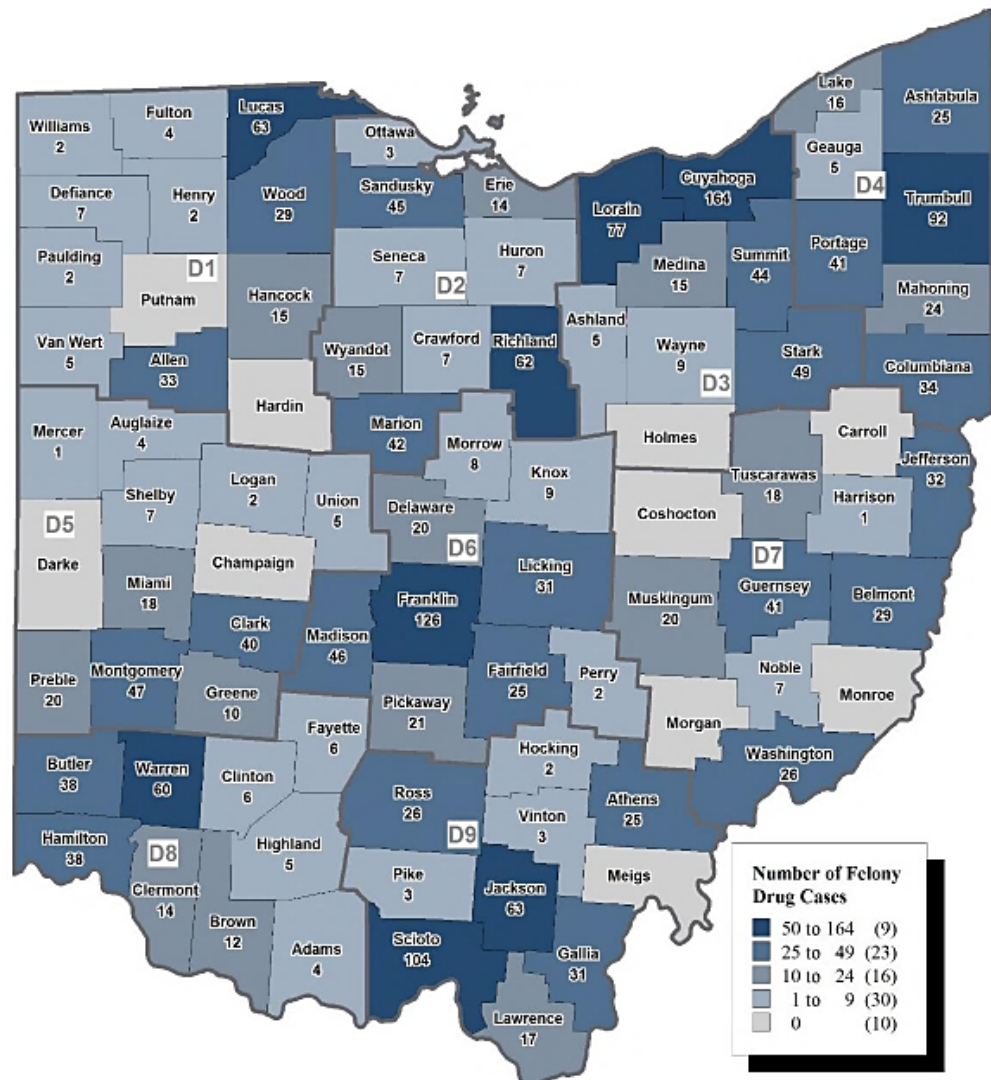 Williams
2
Fulton
4
Lucas
63
Ottawa
3
Lake
16
Ashtabula
25
Geauga
5
D4
Defiance
7
Henry
2
Wood
29
Sandusky
45
Erie
14
Lorain
77
Cuyahoga
164
Trumbull
92
Paulding
2
D1
Putnam
Hancock
15
Seneca
7
D2
Huron
7
Medina
15
Summit
44
Portage
41
Mahoning
24
Van Wert
5
Allen
33
Hardin
Wyandot
15
Crawford
7
Richland
62
Ashland
5
Wayne
9
D3
Stark
49
Columbiana
34
Mercer
1
Auglaize
4
Marion
42
Morrow
8
Holmes
Carroll
Jefferson
32
Shelby
7
Logan
2
Union
5
Delaware
20
Knox
9
Coshocton
Tuscarawas
18
Harrison
1
D5
Darke
Miami
18
Champaign
D6
Licking
31
D7
Guernsey
41
Belmont
29
Clark
40
Madison
46
Franklin
126
Muskingum
20
Preble
20
Montgomery
47
Greene
10
Pickaway
21
Fairfield
25
Perry
2
Noble
7
Monroe
Morgan
Fayette
6
Hocking
2
Washington
26
Butler
38
Warren
60
Clinton
6
Ross
26
Vinton
3
Athens
25
Hamilton
38
D8
Clermont
14
Highland
5
D9
Pike
3
Jackson
63
Meigs
Brown
12
Adams
4
Scioto
104
Gallia
31
Lawrence
17
Number of Felony
Drug Cases
50 to 164 (9)
25 to 49 (23)
10 to 24 (16)
1 to 9 (30)
0 (10)